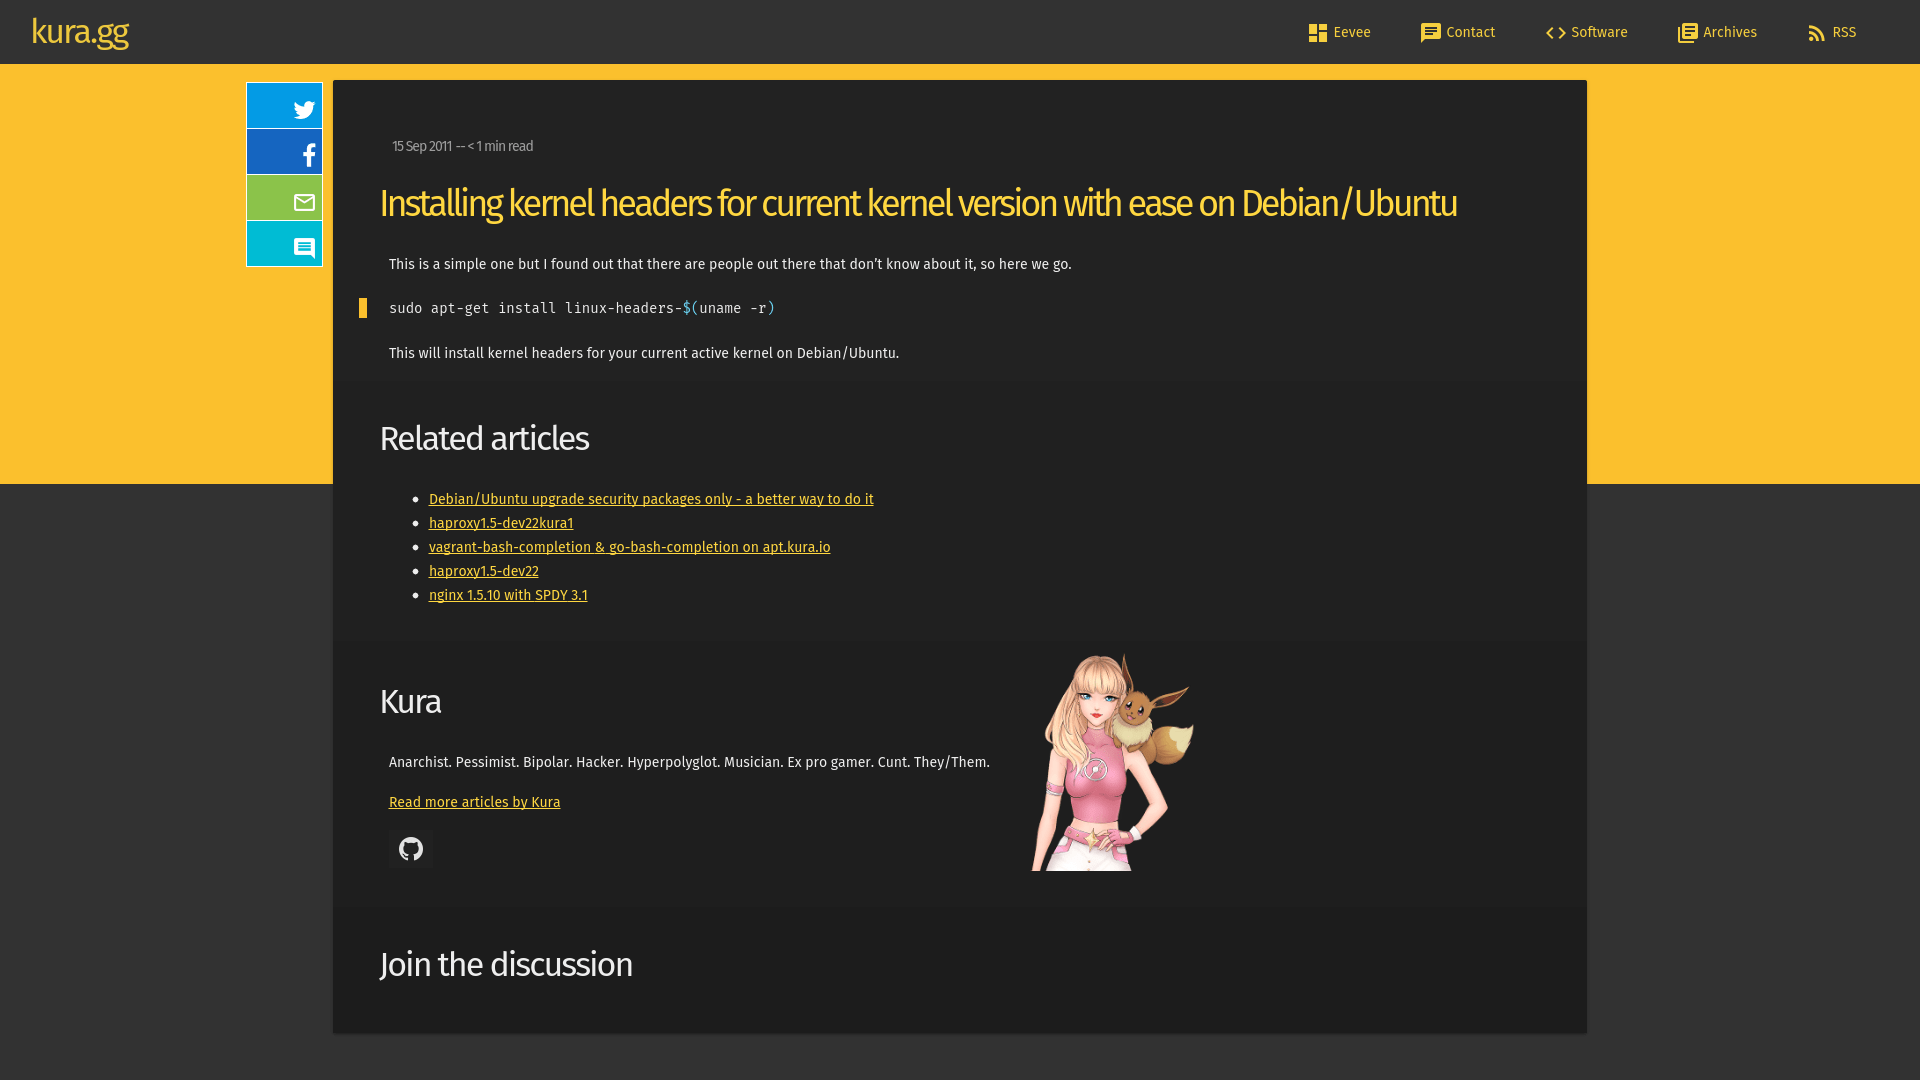 kura.gg
Eevee
Contact
Software
Archives
RSS
15 Sep 2011 -- < 1 min read
Installing kernel headers for current kernel version with ease on Debian/Ubuntu
This is a simple one but I found out that there are people out there that don’t know about it, so here we go.
sudo apt-get install linux-headers-$(uname -r)
This will install kernel headers for your current active kernel on Debian/Ubuntu.
Related articles
Debian/Ubuntu upgrade security packages only - a better way to do it
haproxy1.5-dev22kura1
vagrant-bash-completion & go-bash-completion on apt.kura.io
haproxy1.5-dev22
nginx 1.5.10 with SPDY 3.1
Kura
Anarchist. Pessimist. Bipolar. Hacker. Hyperpolyglot. Musician. Ex pro gamer. Cunt. They/Them.
Read more articles by Kura
Join the discussion